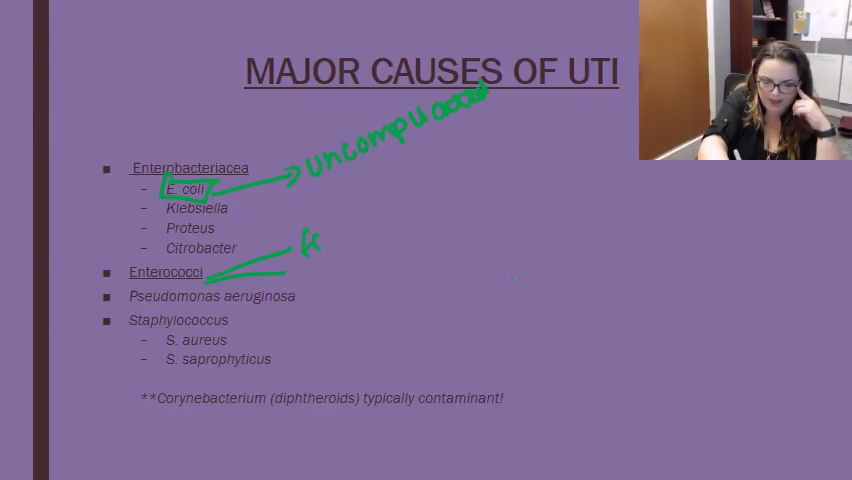 MAJOR CAUSES OF UTI
uncomplicated
■ Enterobacteriacea
– E. coli
– Klebsiella
– Proteus
– Citrobacter
■ Enterococci
■ Pseudomonas aeruginosa
■ Staphylococcus
– S. aureus
– S. saprophyticus
**Corynebacterium (diphtheroids) typically contaminant!